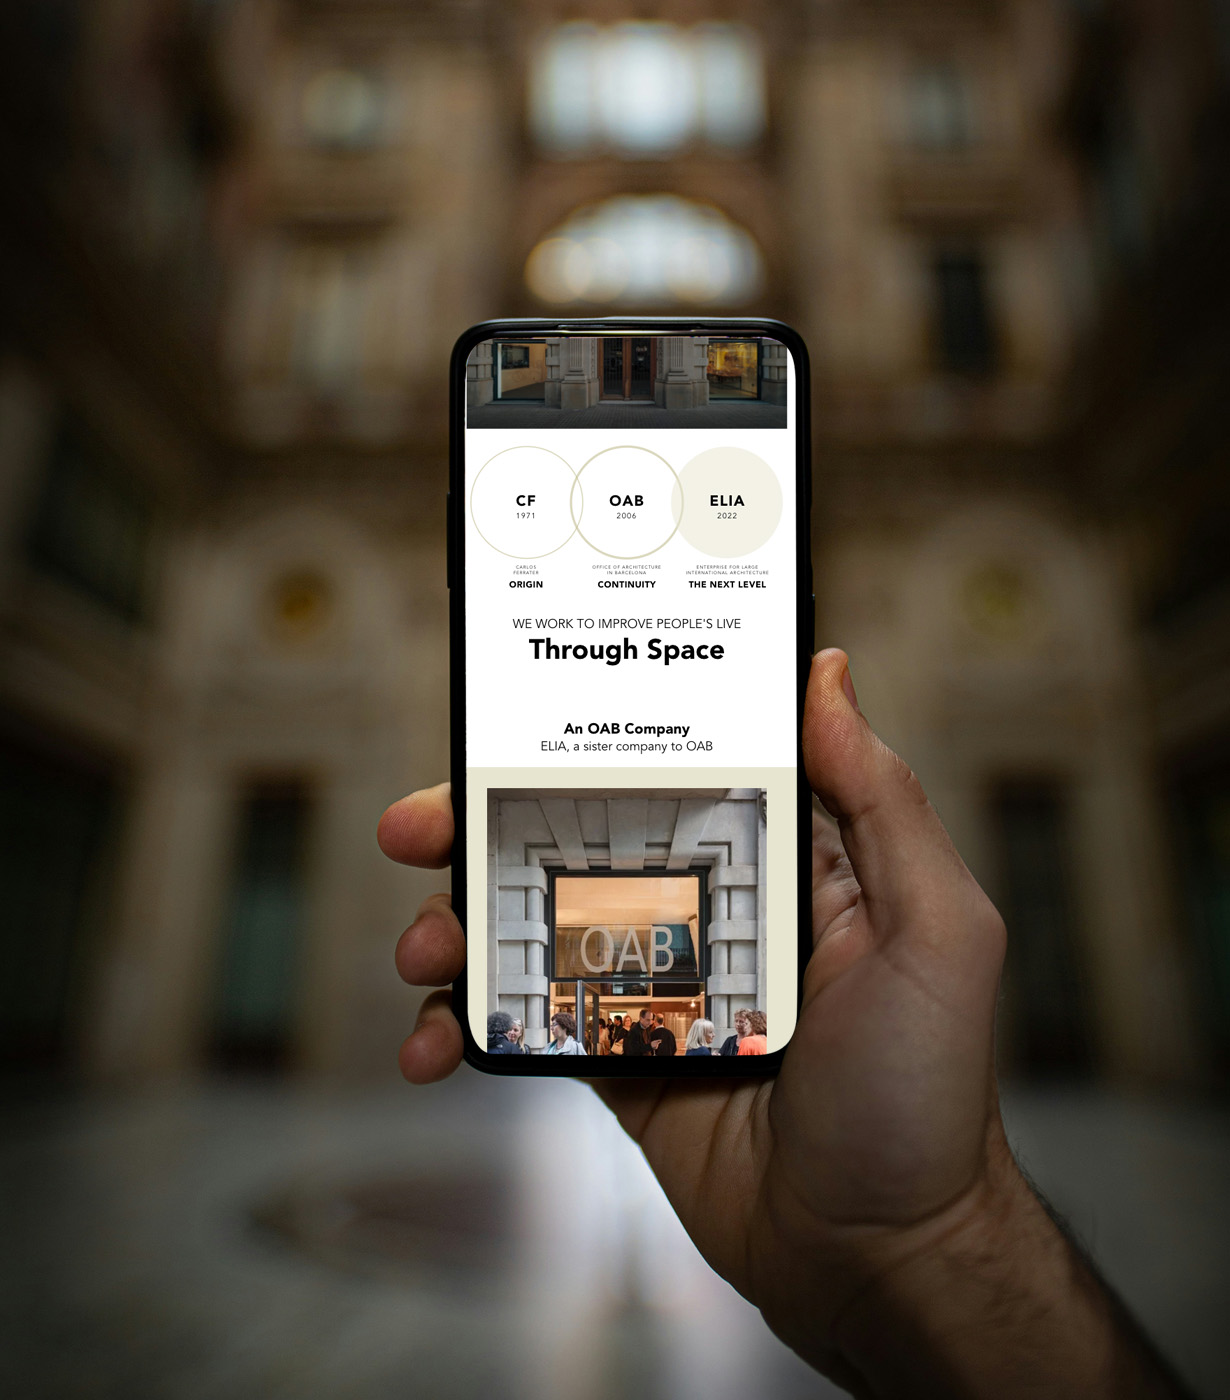 CF
1971
OAB
2006
ELIA
2022
CARLOS
FERRATER
ORIGIN
OFFICE OF ARCHITECTURE
IN BARCELONA
CONTINUITY
ENTERPRISE FOR LARGE
INTERNATIONAL ARCHITECTURE
THE NEXT LEVEL
WE WORK TO IMPROVE PEOPLE'S LIVE
Through Space
An OAB Company
ELIA, a sister company to OAB
OAB